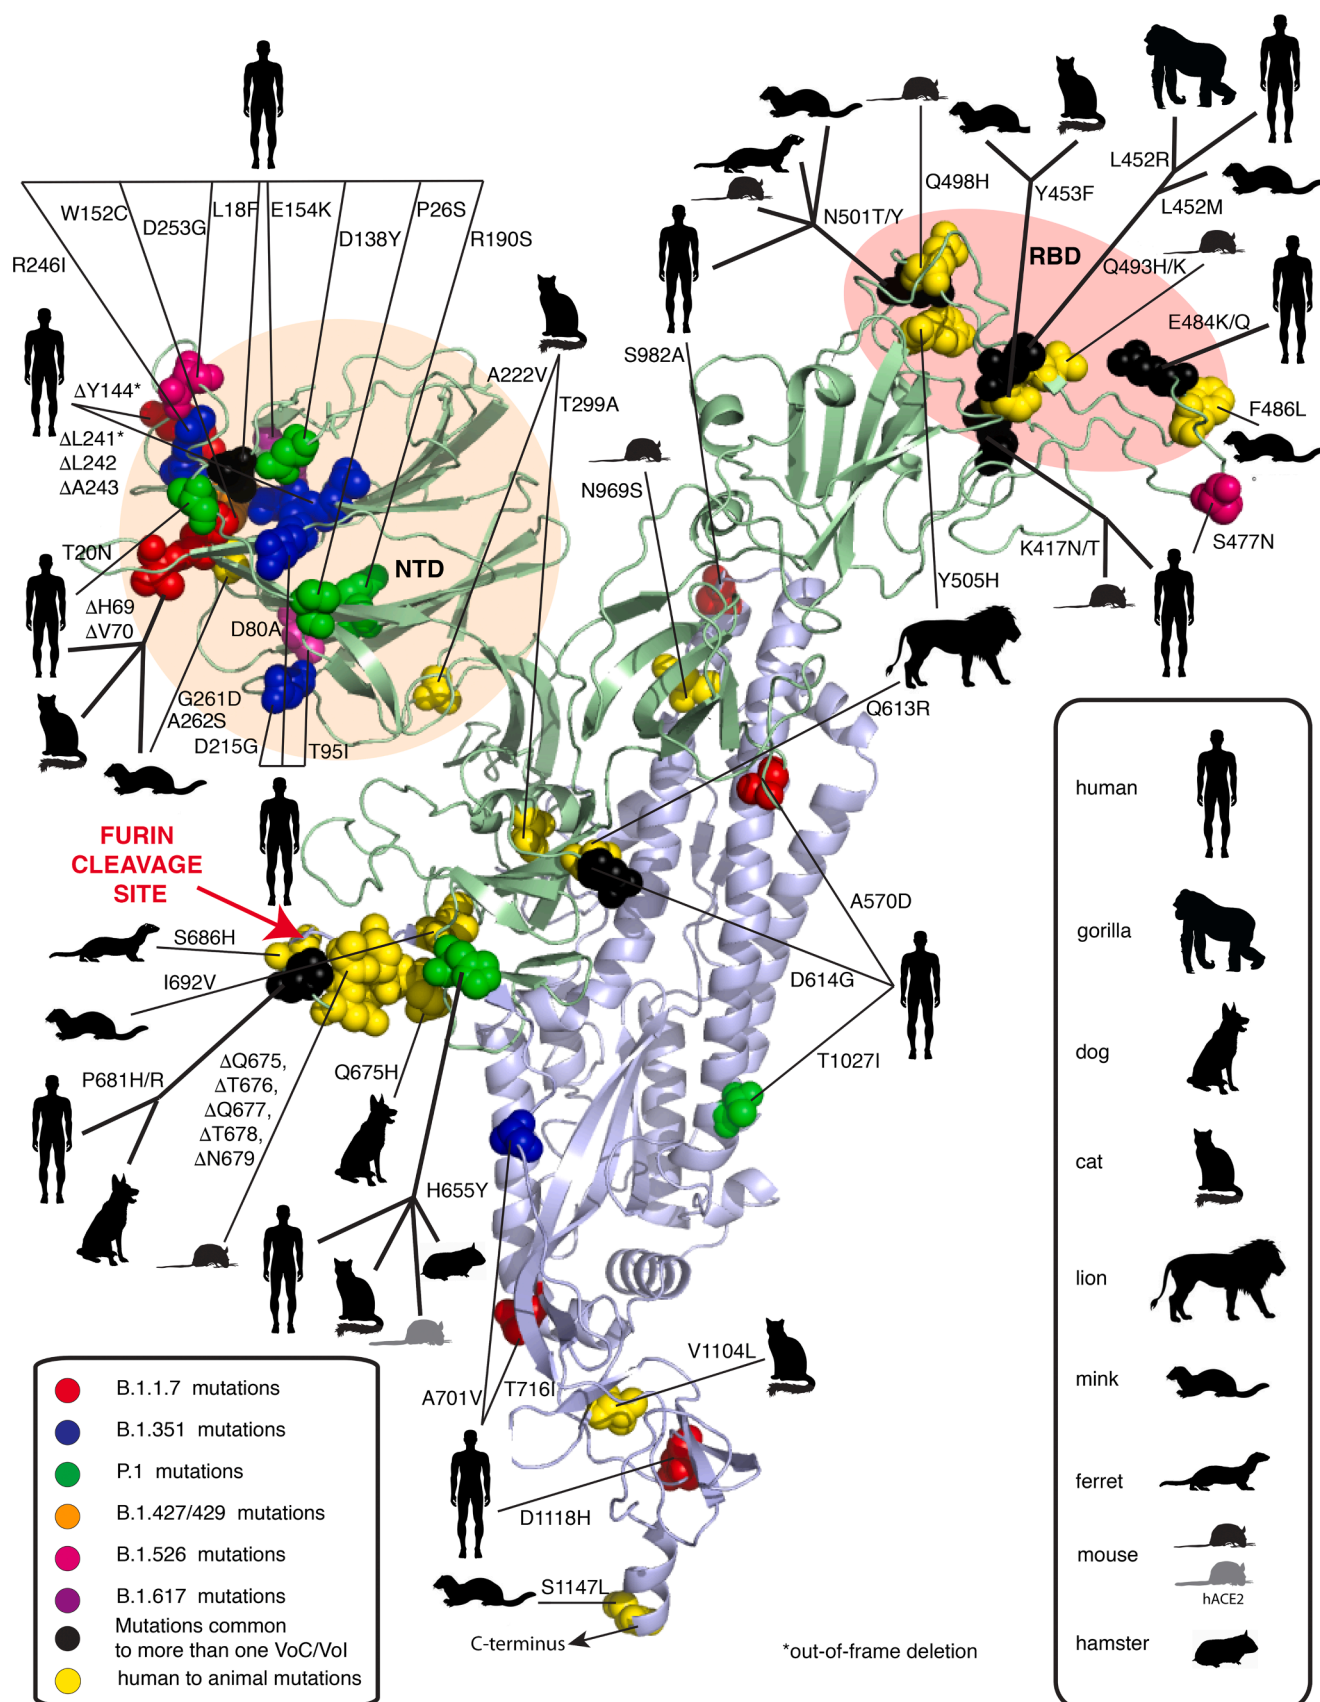 W152C
D253G
L18F
E154K
D138Y
P26S
R190S
R246I
ΔY144*
ΔL241*
ΔL242
ΔA243
T20N
ΔH69
ΔV70
D80A
G261D
A262S
D215G
T95I
NTD
A222V
T299A
N969S
S982A
N501T/Y
Q498H
Y453F
L452R
L452M
RBD
Q493H/K
E484K/Q
F486L
S477N
K417N/T
Y505H
Q613R
FURIN
CLEAVAGE
SITE
S686H
I692V
P681H/R
ΔQ675,
ΔT676,
ΔQ677,
ΔT678,
ΔN679
Q675H
H655Y
A570D
D614G
T1027I
A701V
T716I
V1104L
D1118H
S1147L
C-terminus
*out-of-frame deletion
B.1.1.7 mutations
B.1.351 mutations
P.1 mutations
B.1.427/429 mutations
B.1.526 mutations
B.1.617 mutations
Mutations common
to more than one VoC/VoI
human to animal mutations
human
gorilla
dog
cat
lion
mink
ferret
mouse
hACE2
hamster